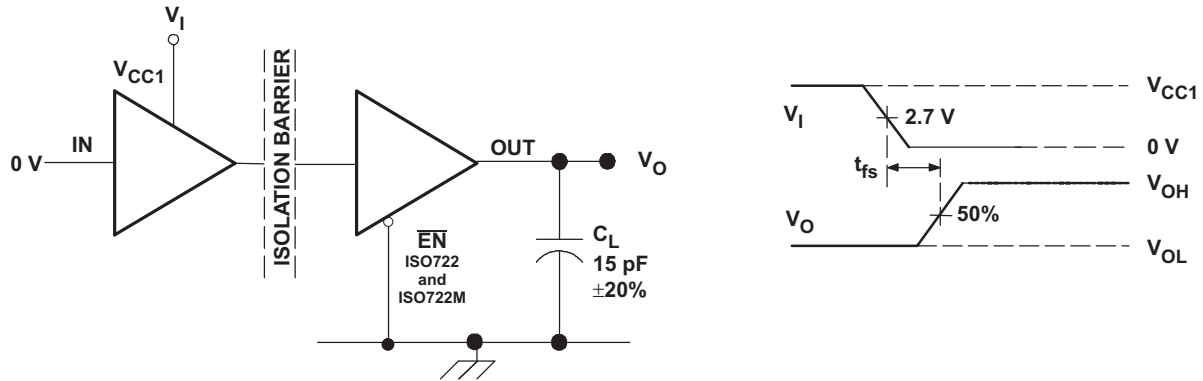 V_I
V_CC1
IN
0 V
ISOLATION BARRIER
OUT
V_O
EN
ISO722
and
ISO722M
C_L
15 pF
±20%
V_CC1
V_I
2.7 V
0 V
t_fs
V_OH
V_O
50%
V_OL